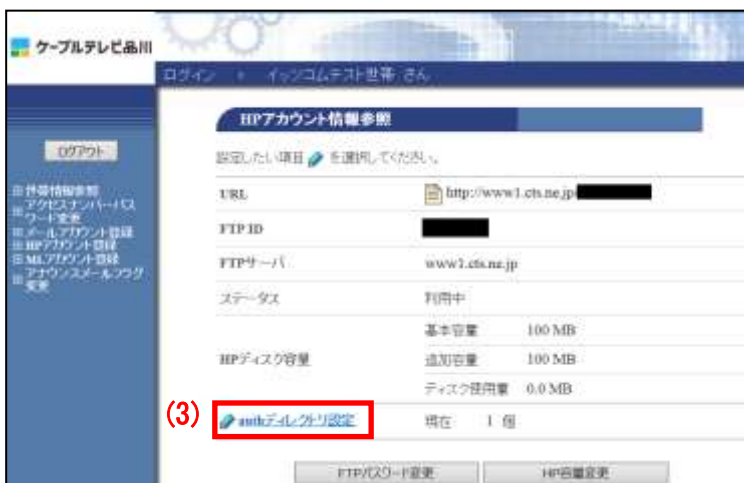 ケーブルテレビ品川
ログイン ・ イッツコムテスト世帯 さん
HPアカウント情報参照
ログアウト
設定したい項目 を選択してください。
世帯情報参照
アクセスナンバーパス
ワード変更
メールアカウント登録
HPアカウント登録
MLアカウント登録
アナウンスメールフラグ
変更
URL http://www1.cts.ne.jp/
FTP ID
FTPサーバ www1.cts.ne.jp
ステータス 利用中
HPディスク容量
基本容量 100 MB
追加容量 100 MB
ディスク使用量 0.0 MB
(3) authディレクトリ設定 現在 1 個
FTPパスワード変更 HP容量変更